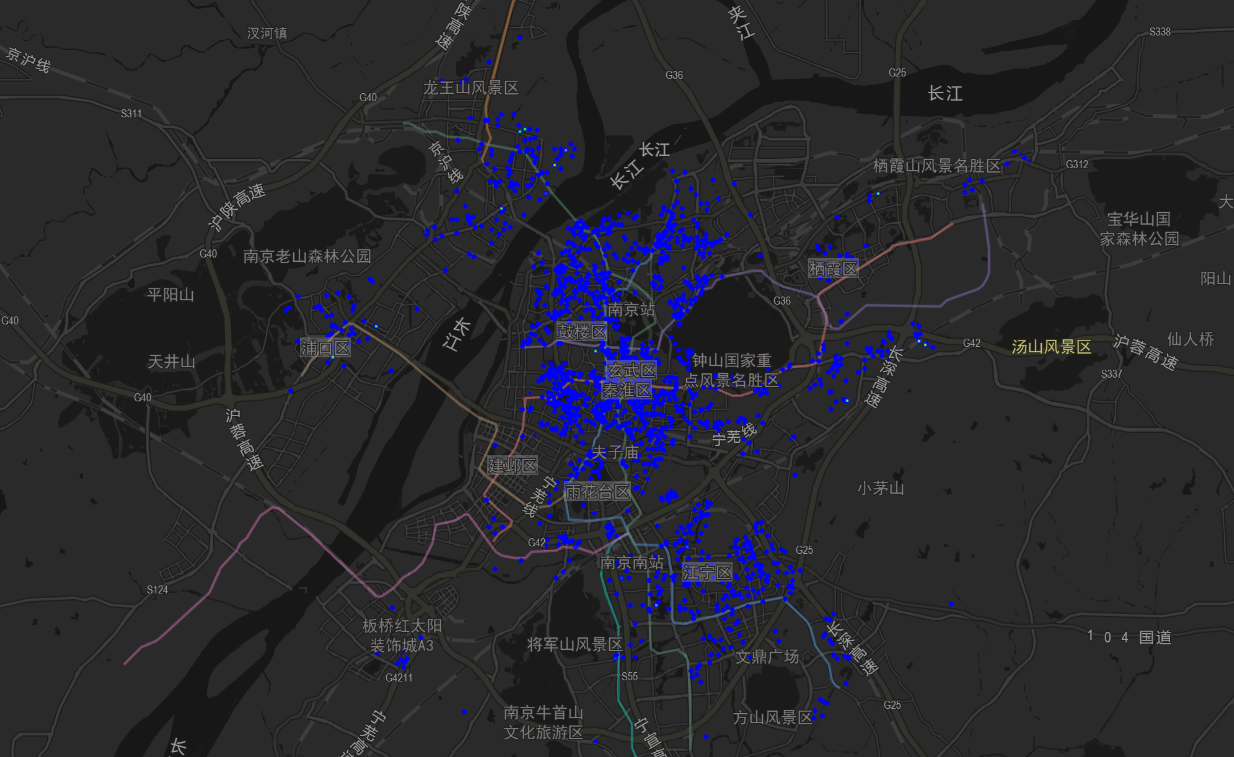 陕高速
夹江
汊河镇
S338
京沪线
G36
G25
龙王山风景区
长江
G40
S311
京沪线
长江
长江
G312
栖霞山风景名胜区
沪陕高速
大
宝华山国
家森林公园
G40
南京老山森林公园
栖霞区
阳山
平阳山
G36
南京站
G40
长江
鼓楼区
浦口区
仙人桥
G42
汤山风景区
沪蓉高速
天井山
钟山国家重
点风景名胜区
玄武区
秦淮区
S337
长深高速
G40
沪蓉高速
宁芜线
夫子庙
建邺区
宁芜线
雨花台区
小茅山
G42
G25
南京南站
江宁区
S124
板桥红太阳
装饰城A3
长深高速
104国道
将军山风景区
文鼎广场
G4211
S55
G25
南京牛首山
文化旅游区
方山风景区
宁芜高
宁宣高
长